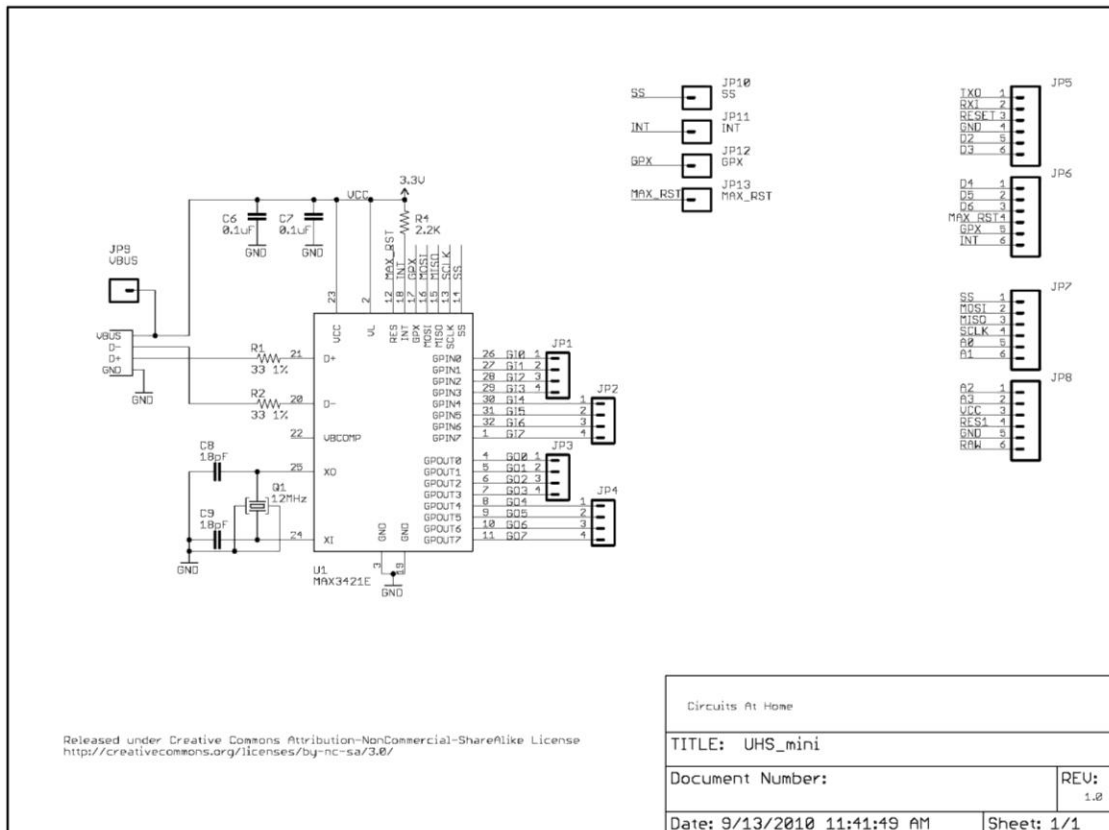 JP10
SS SS
JP11
INT INT
JP12
GPX GPX
JP13
MAX_RST MAX_RST
JP5
TXO 1
RXI 2
RESET 3
GND 4
D2 5
D3 6
JP6
D4 1
D5 2
D6 3
MAX_RST 4
GPX 5
INT 6
JP7
SS 1
MOSI 2
MISO 3
SCLK 4
A0 5
A1 6
JP8
A2 1
A3 2
VCC 3
RES1 4
GND 5
RAW 6
3.3V
VCC
C6
0.1uF
GND
C7
0.1uF
GND
R4
2.2K
JP9
VBUS
VBUS
D-
D+
GND
GND
R1
33 1%
R2
33 1%
23 2
12 MAX_RST
18 INT
17 GPX
16 MOSI
15 MISO
13 SCLK
14 SS
VCC VL RES INT GPX MOSI MISO SCLK SS
21 D+
20 D-
22 VBCOMP
25 XO
24 XI
C8
18pF
Q1
12MHz
C9
18pF
GND
JP1
GPIN0 26 GI0 1
GPIN1 27 GI1 2
GPIN2 28 GI2 3
GPIN3 29 GI3 4
JP2
GPIN4 30 GI4 1
GPIN5 31 GI5 2
GPIN6 32 GI6 3
GPIN7 1 GI7 4
JP3
GPOUT0 4 GO0 1
GPOUT1 5 GO1 2
GPOUT2 6 GO2 3
GPOUT3 7 GO3 4
JP4
GPOUT4 8 GO4 1
GPOUT5 9 GO5 2
GPOUT6 10 GO6 3
GPOUT7 11 GO7 4
GND GND
3 19
GND
U1
MAX3421E
Released under Creative Commons Attribution-NonCommercial-ShareAlike License
http://creativecommons.org/licenses/by-nc-sa/3.0/
Circuits At Home
TITLE: UHS_mini
Document Number:
REV:
1.0
Date: 9/13/2010 11:41:49 AM
Sheet: 1/1